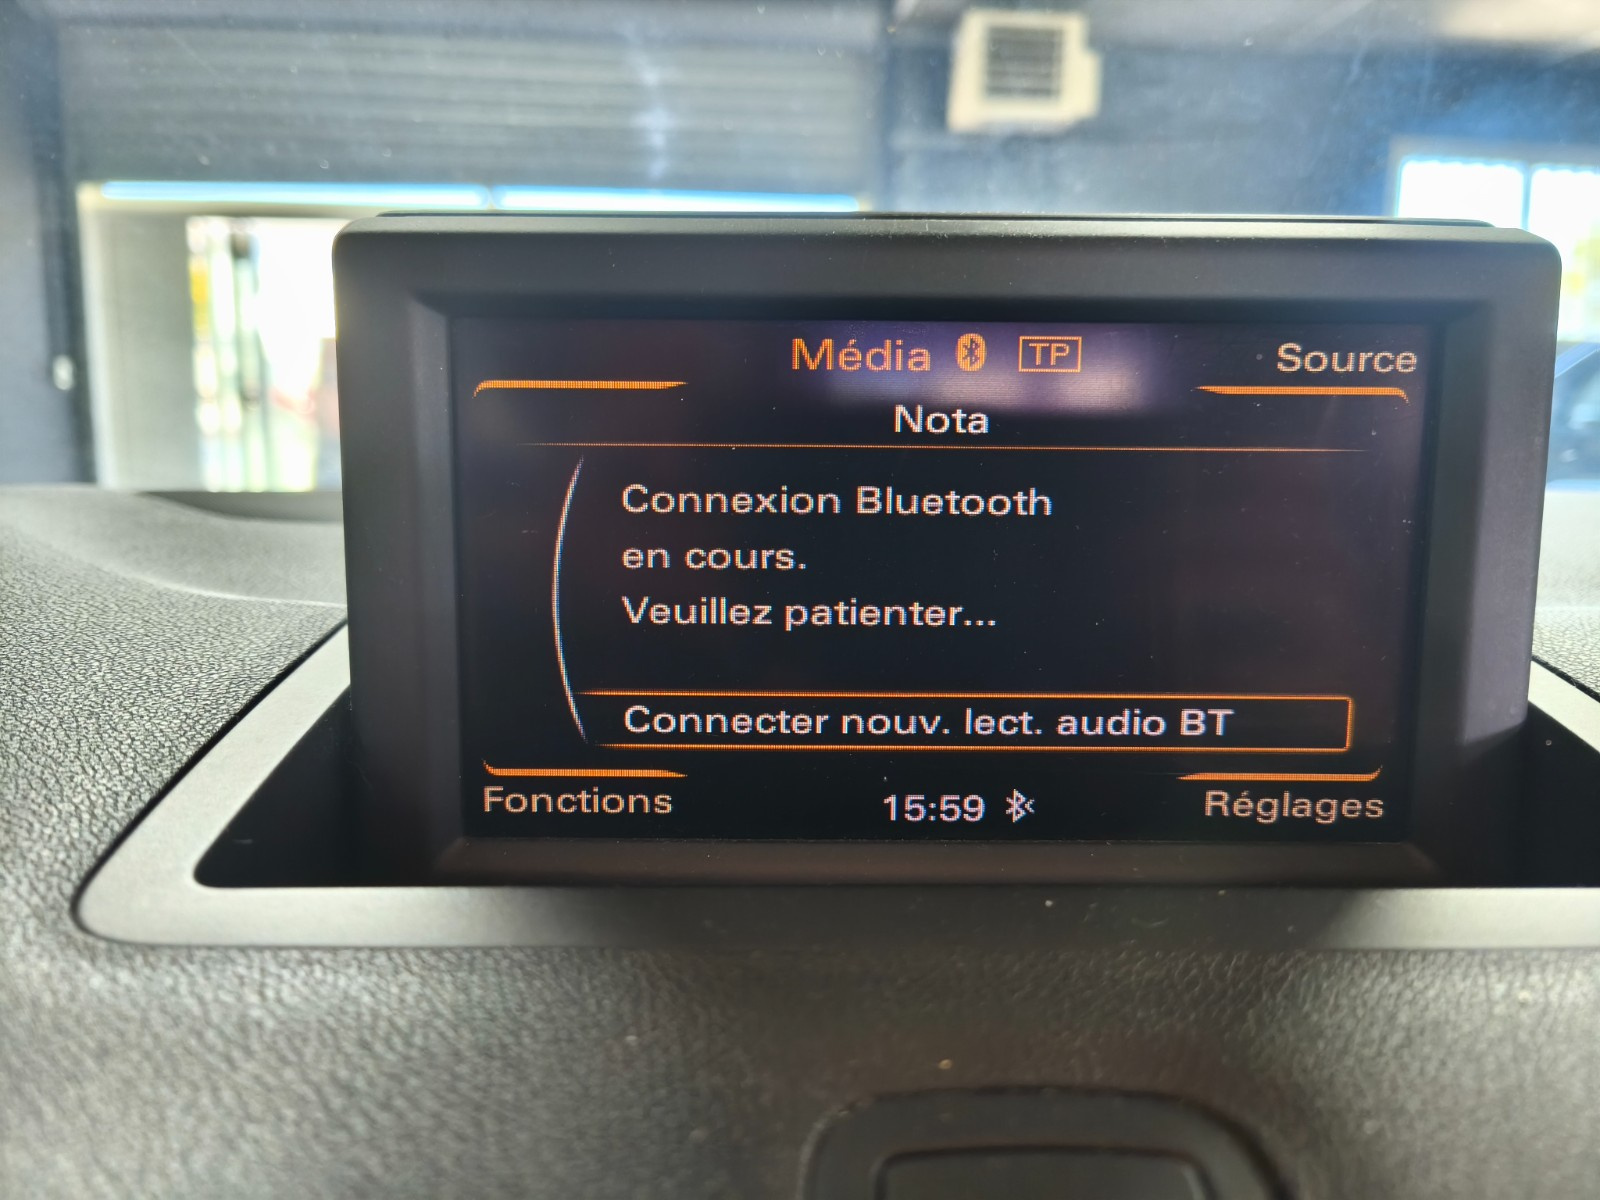 Média TP Source
Nota
Connexion Bluetooth
en cours.
Veuillez patienter...
Connecter nouv. lect. audio BT
Fonctions 15:59 Réglages